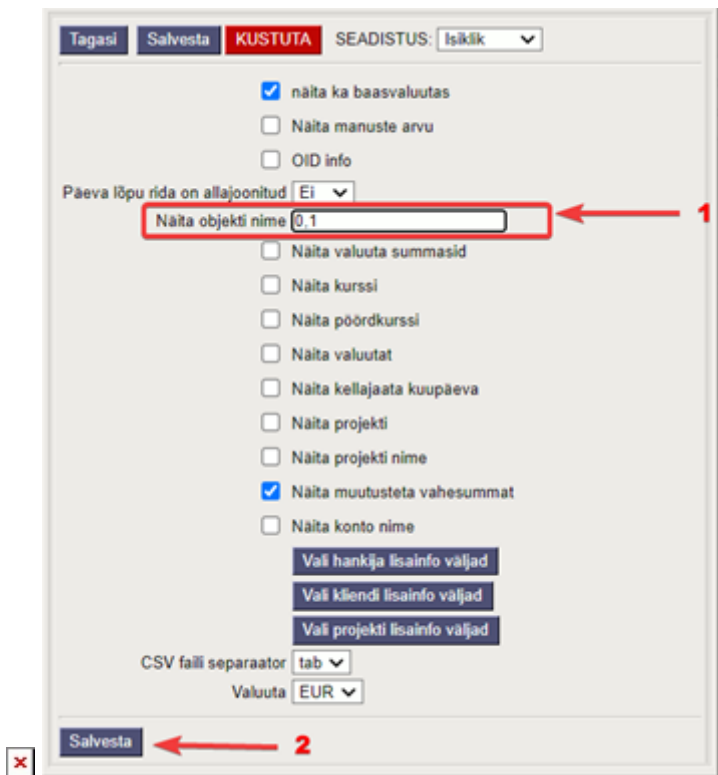 Tagasi Salvesta KUSTUTA SEADISTUS: Isiklik
näita ka baasvaluutas
Näita manuste arvu
OID info
Päeva lõpu rida on allajoonitud Ei
Näita objekti nime 0,1 1
Näita valuuta summasid
Näita kurssi
Näita pöördkurssi
Näita valuutat
Näita kellajaata kuupäeva
Näita projekti
Näita projekti nime
Näita muutusteta vahesummat
Näita konto nime
Vali hankija lisainfo väljad
Vali kliendi lisainfo väljad
Vali projekti lisainfo väljad
CSV faili separaator tab
Valuuta EUR
Salvesta 2